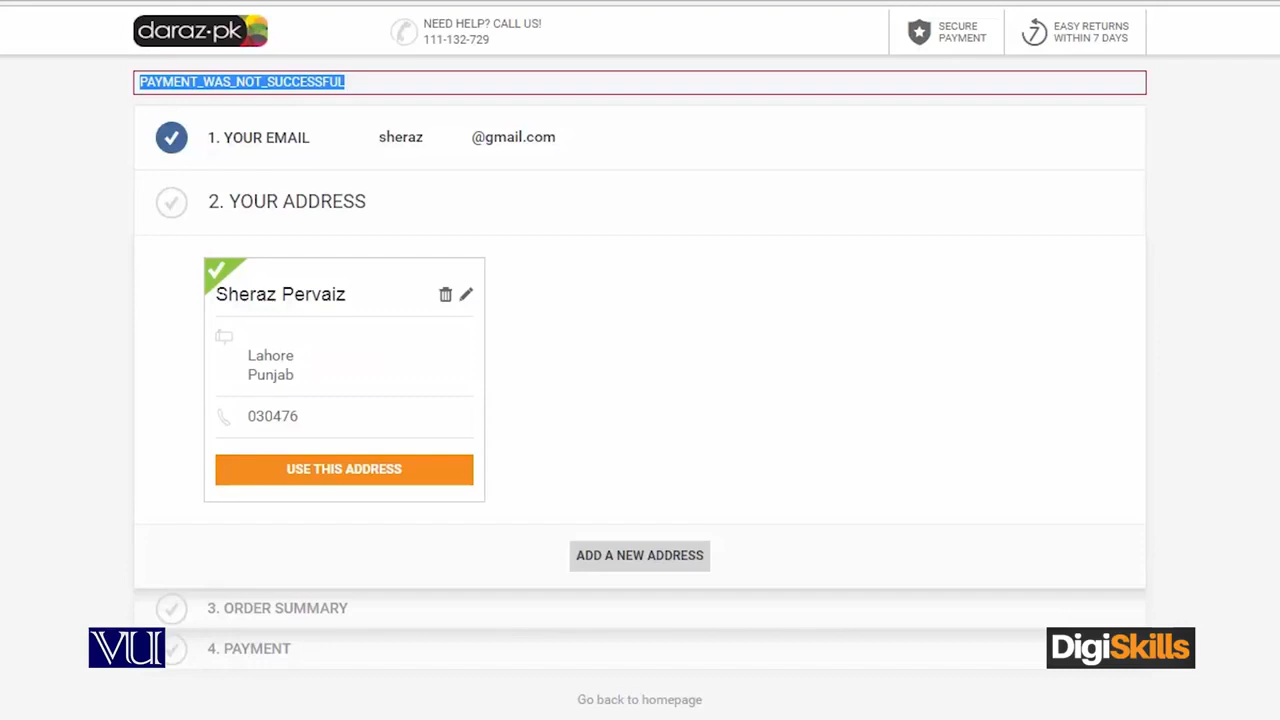 daraz.pk
NEED HELP? CALL US!
111-132-729
SECURE
PAYMENT
7
EASY RETURNS
WITHIN 7 DAYS
PAYMENT_WAS_NOT_SUCCESSFUL
1. YOUR EMAIL sheraz @gmail.com
2. YOUR ADDRESS
Sheraz Pervaiz
Lahore
Punjab
030476
USE THIS ADDRESS
ADD A NEW ADDRESS
3. ORDER SUMMARY
4. PAYMENT
VU
DigiSkills
Go back to homepage